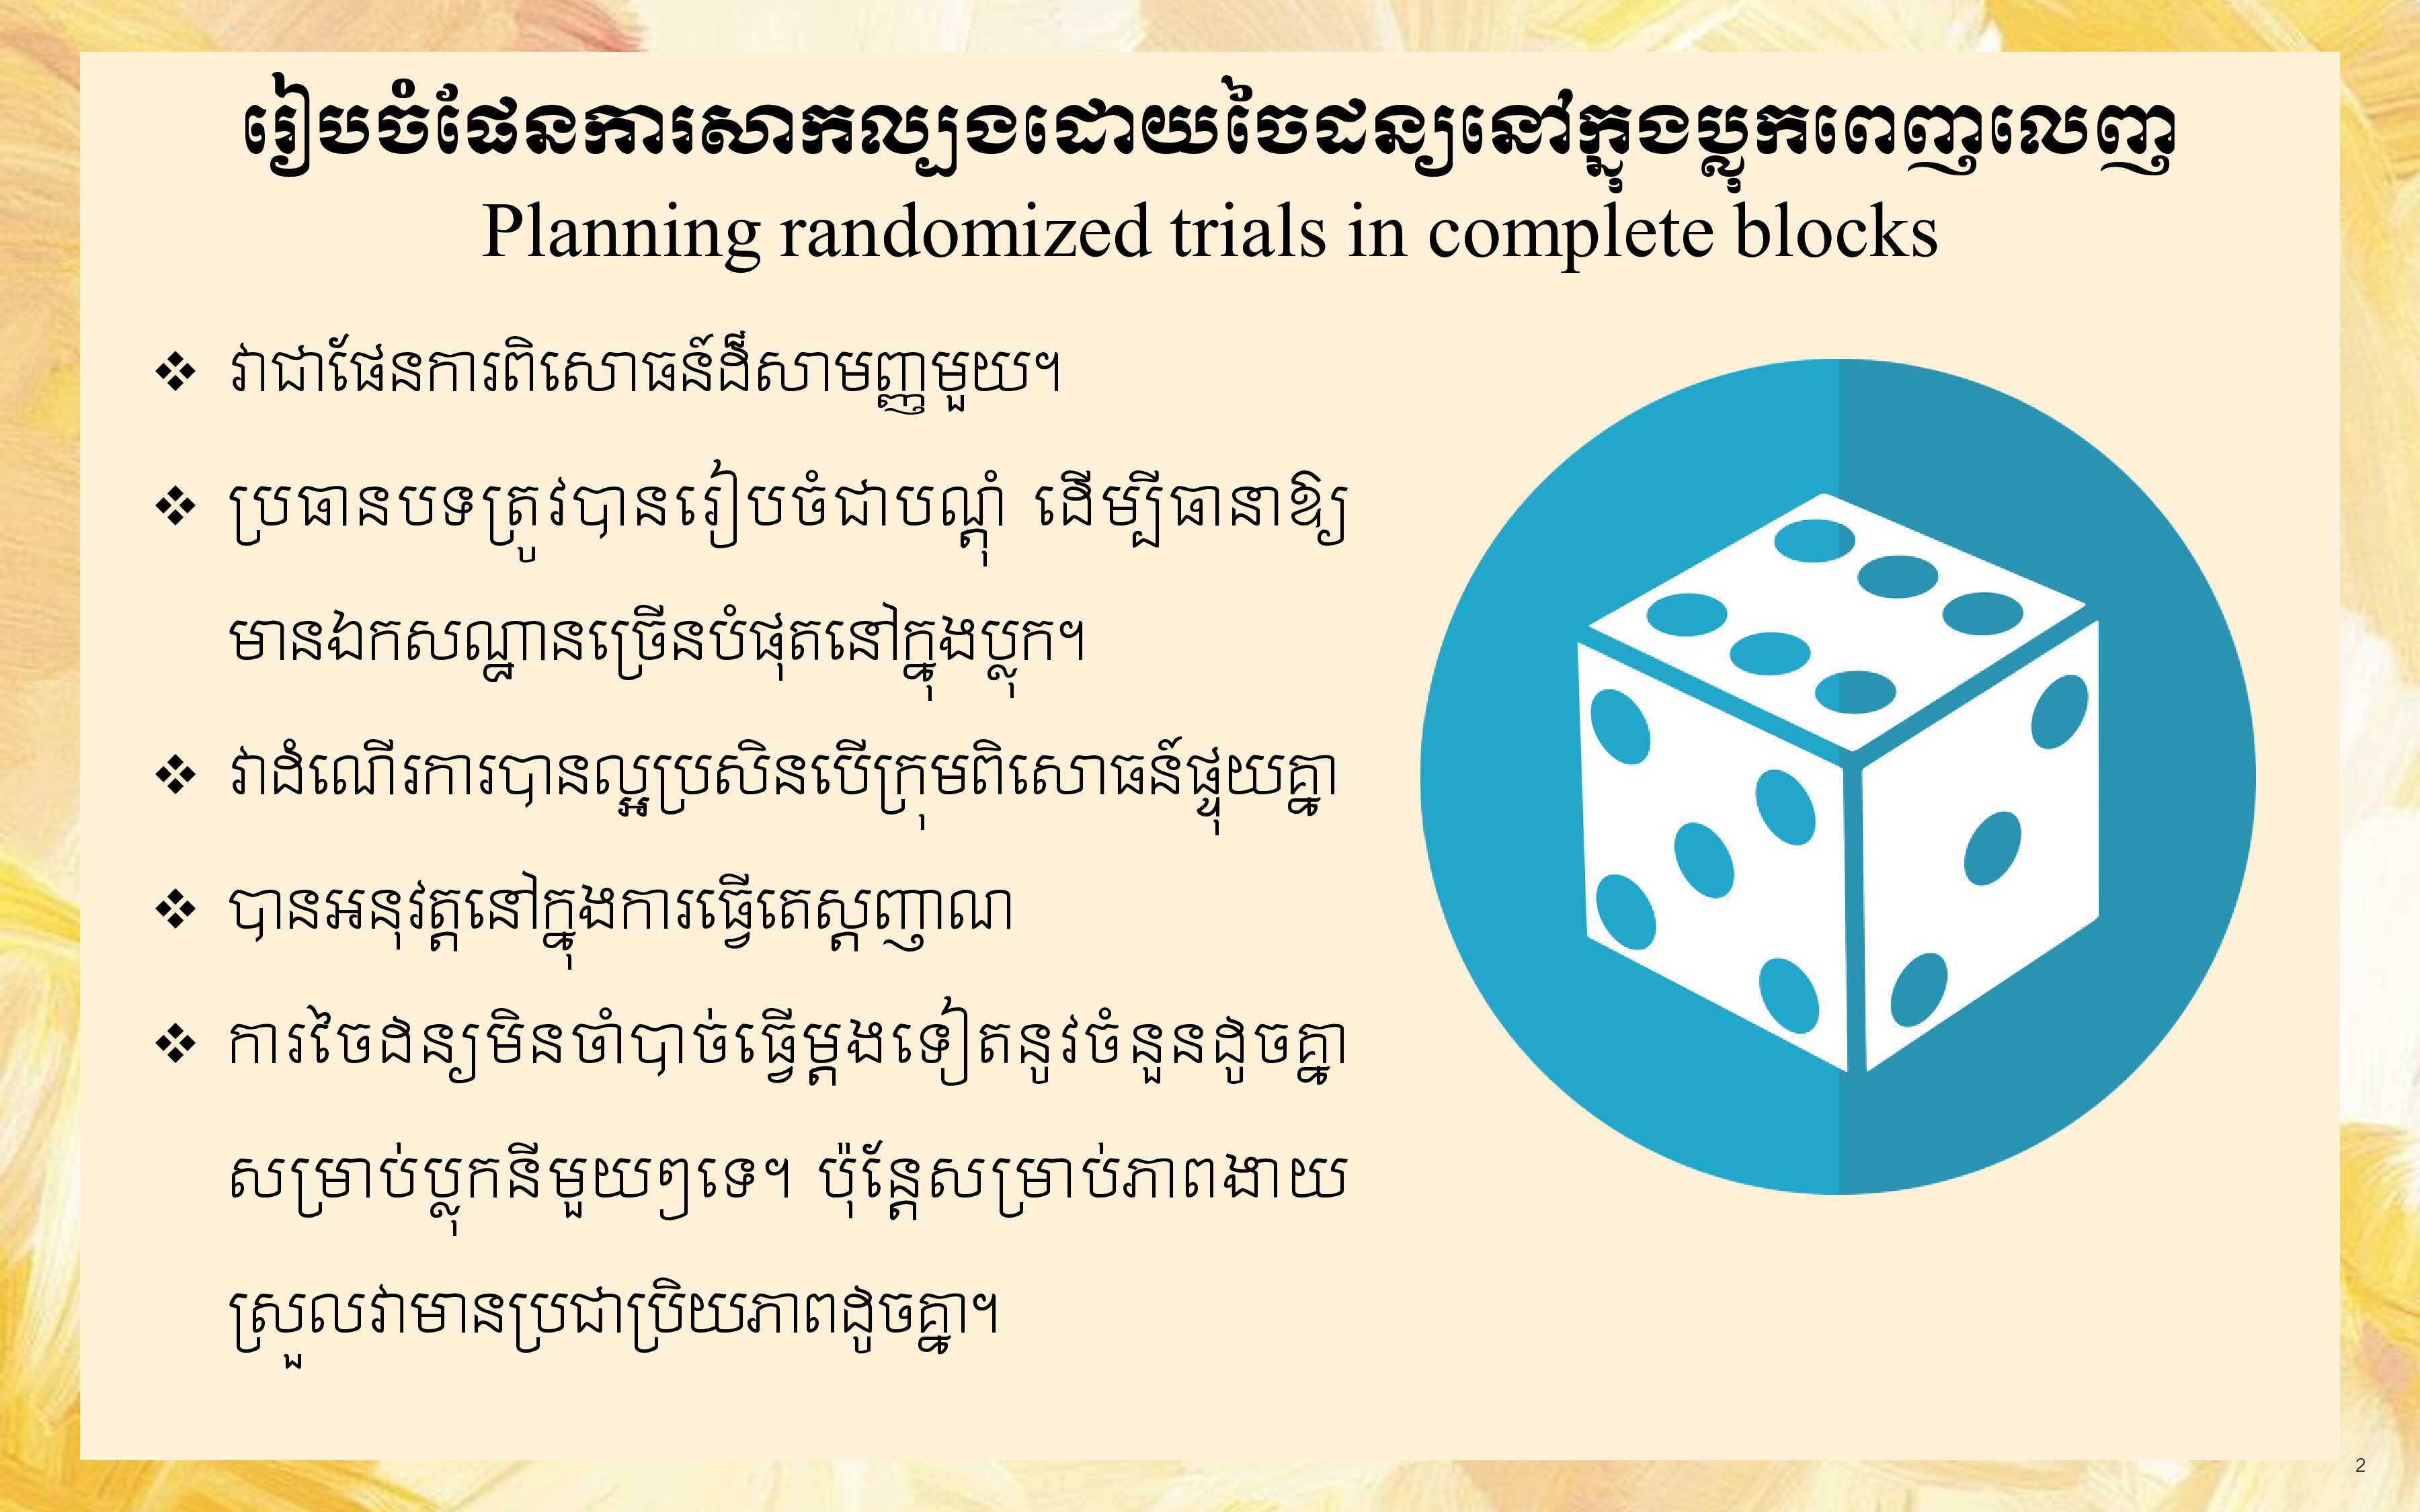 រៀបចំផែនការសាកល្បងដោយចៃដន្យនៅក្នុងប្លុកពេញលេញ
Planning randomized trials in complete blocks
❖ វាជាផែនការពិសោធន៍ដ៏សាមញ្ញមួយ។
❖ ប្រធានបទត្រូវបានរៀបចំជាបណ្តុំ ដើម្បីធានាឱ្យ
មានឯកសណ្ឋានច្រើនបំផុតនៅក្នុងប្លុក។
❖ វាដំណើរការបានល្អប្រសិនបើក្រុមពិសោធន៍ផ្ទុយគ្នា
❖ បានអនុវត្តនៅក្នុងការធ្វើតេស្តញាណ
❖ ការចៃដន្យមិនចាំបាច់ធ្វើម្តងទៀតនូវចំនួនដូចគ្នា
សម្រាប់ប្លុកនីមួយៗទេ។ ប៉ុន្តែសម្រាប់ភាពងាយ
ស្រួលវាមានប្រជាប្រិយភាពដូចគ្នា។
2